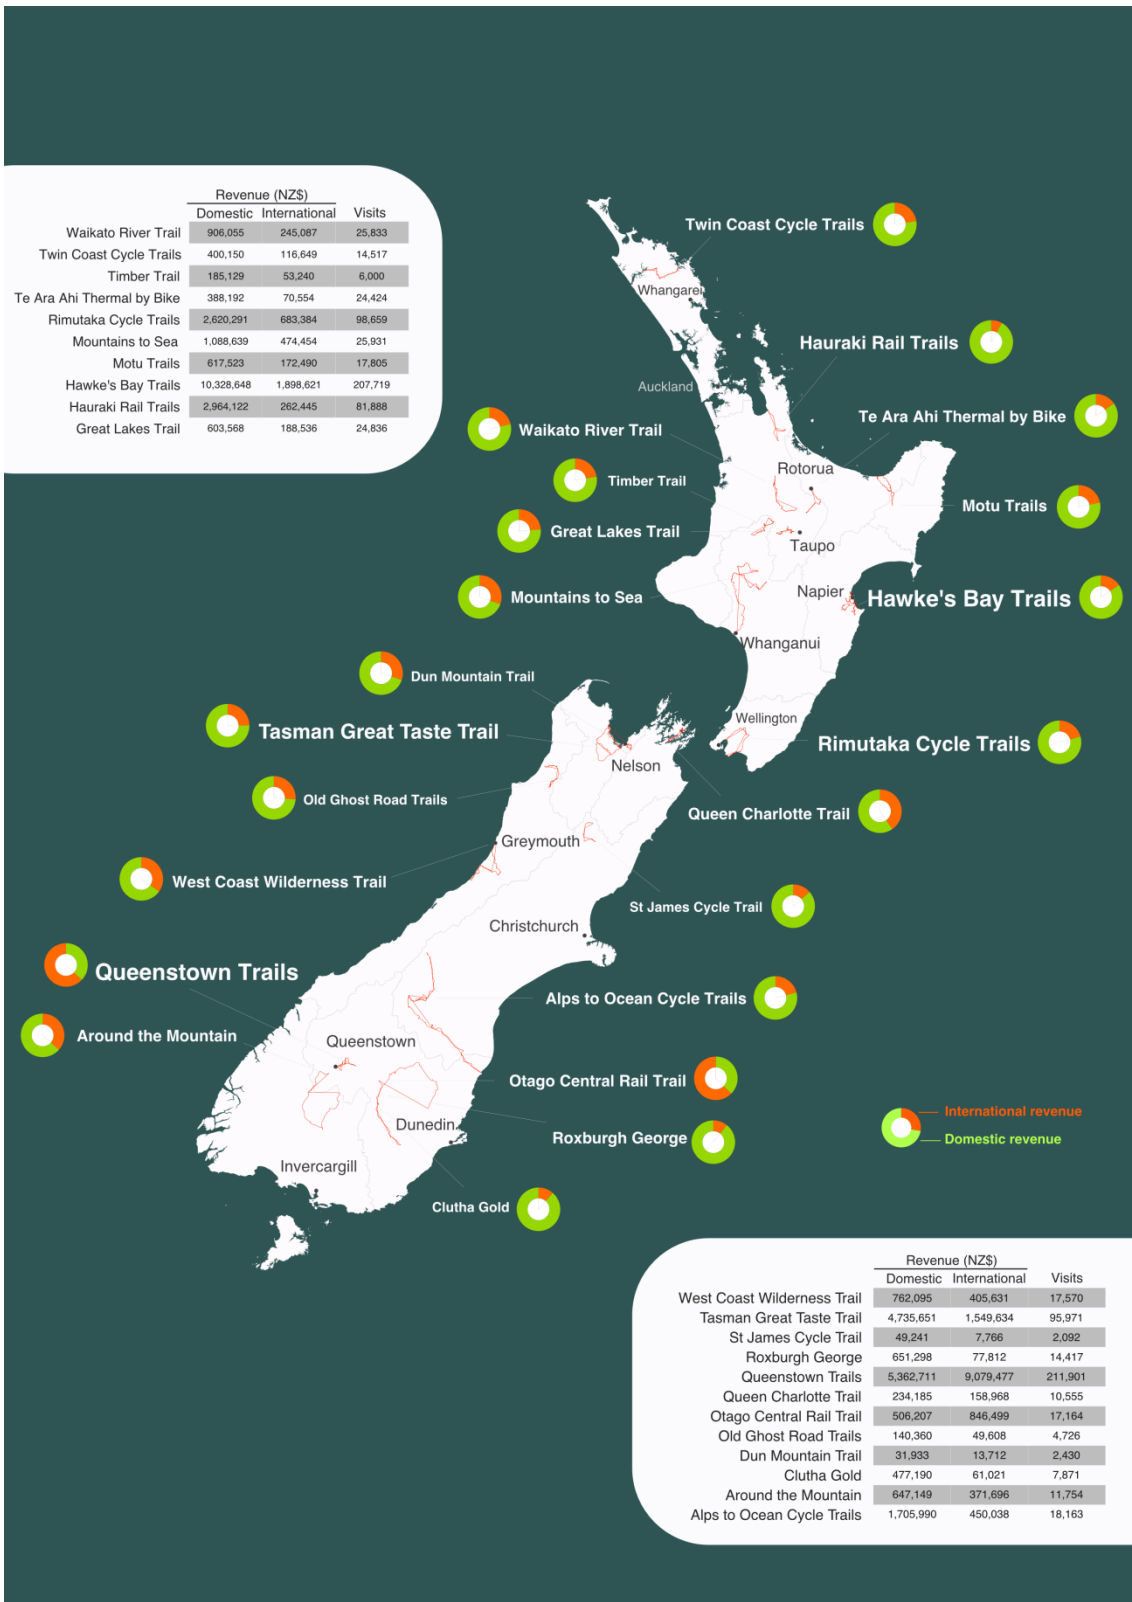 Revenue (NZ$)
Domestic International Visits
Waikato River Trail 906,055 245,087 25,833
Twin Coast Cycle Trails 400,150 116,649 14,517
Timber Trail 185,129 53,240 6,000
Te Ara Ahi Thermal by Bike 388,192 70,554 24,424
Rimutaka Cycle Trails 2,620,291 683,384 98,659
Mountains to Sea 1,088,639 474,454 25,931
Motu Trails 617,523 172,490 17,805
Hawke's Bay Trails 10,328,648 1,898,621 207,719
Hauraki Rail Trails 2,964,122 262,445 81,888
Great Lakes Trail 603,568 188,536 24,836
Twin Coast Cycle Trails
Whangarei
Hauraki Rail Trails
Auckland
Te Ara Ahi Thermal by Bike
Waikato River Trail
Rotorua
Timber Trail
Motu Trails
Great Lakes Trail
Taupo
Napier
Hawke's Bay Trails
Mountains to Sea
Whanganui
Dun Mountain Trail
Wellington
Tasman Great Taste Trail
Rimutaka Cycle Trails
Nelson
Old Ghost Road Trails
Queen Charlotte Trail
Greymouth
West Coast Wilderness Trail
St James Cycle Trail
Christchurch
Queenstown Trails
Alps to Ocean Cycle Trails
Around the Mountain
Queenstown
Otago Central Rail Trail
International revenue
Dunedin
Roxburgh George
Domestic revenue
Invercargill
Clutha Gold
Revenue (NZ$)
Domestic International Visits
West Coast Wilderness Trail 762,095 405,631 17,570
Tasman Great Taste Trail 4,735,651 1,549,634 95,971
St James Cycle Trail 49,241 7,766 2,092
Roxburgh George 651,298 77,812 14,417
Queenstown Trails 5,362,711 9,079,477 211,901
Queen Charlotte Trail 234,185 158,968 10,555
Otago Central Rail Trail 506,207 846,499 17,164
Old Ghost Road Trails 140,360 49,608 4,726
Dun Mountain Trail 31,933 13,712 2,430
Clutha Gold 477,190 61,021 7,871
Around the Mountain 647,149 371,696 11,754
Alps to Ocean Cycle Trails 1,705,990 450,038 18,163